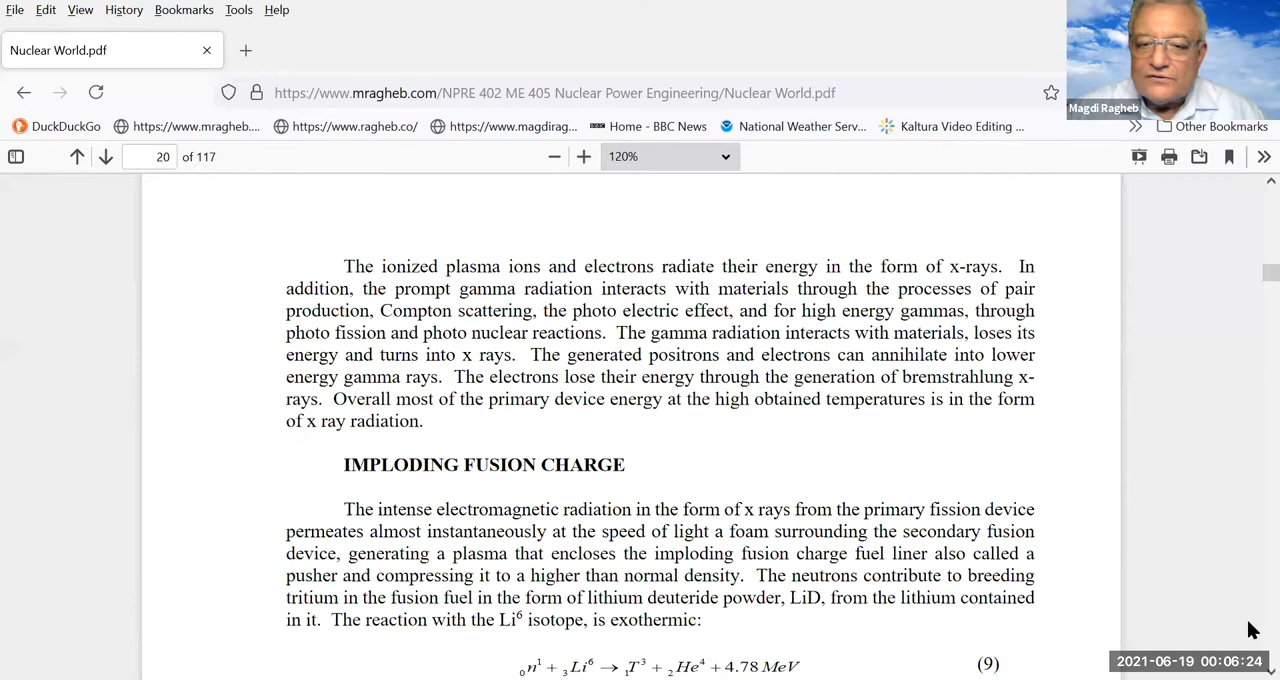 File Edit View History Bookmarks Tools Help
Nuclear World.pdf
https://www.mragheb.com/NPRE 402 ME 405 Nuclear Power Engineering/Nuclear World.pdf
Magdi Ragheb
DuckDuckGo https://www.mragheb.... https://www.ragheb.co/ https://www.magdirag... Home - BBC News National Weather Serv... Kaltura Video Editing ... Other Bookmarks
20 of 117 120%
The ionized plasma ions and electrons radiate their energy in the form of x-rays. In
addition, the prompt gamma radiation interacts with materials through the processes of pair
production, Compton scattering, the photo electric effect, and for high energy gammas, through
photo fission and photo nuclear reactions. The gamma radiation interacts with materials, loses its
energy and turns into x rays. The generated positrons and electrons can annihilate into lower
energy gamma rays. The electrons lose their energy through the generation of bremstrahlung x-
rays. Overall most of the primary device energy at the high obtained temperatures is in the form
of x ray radiation.
IMPLODING FUSION CHARGE
The intense electromagnetic radiation in the form of x rays from the primary fission device
permeates almost instantaneously at the speed of light a foam surrounding the secondary fusion
device, generating a plasma that encloses the imploding fusion charge fuel liner also called a
pusher and compressing it to a higher than normal density. The neutrons contribute to breeding
tritium in the fusion fuel in the form of lithium deuteride powder, LiD, from the lithium contained
in it. The reaction with the Li⁶ isotope, is exothermic:
₀n¹ + ₃Li⁶ → ₁T³ + ₂He⁴ + 4.78 MeV (9)
2021-06-19 00:06:24